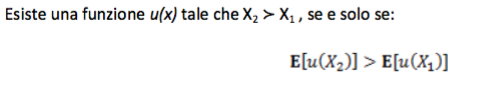 Esiste una funzione u(x) tale che X₂ ≻ X₁ , se e solo se:
E[u(X₂)] > E[u(X₁)]